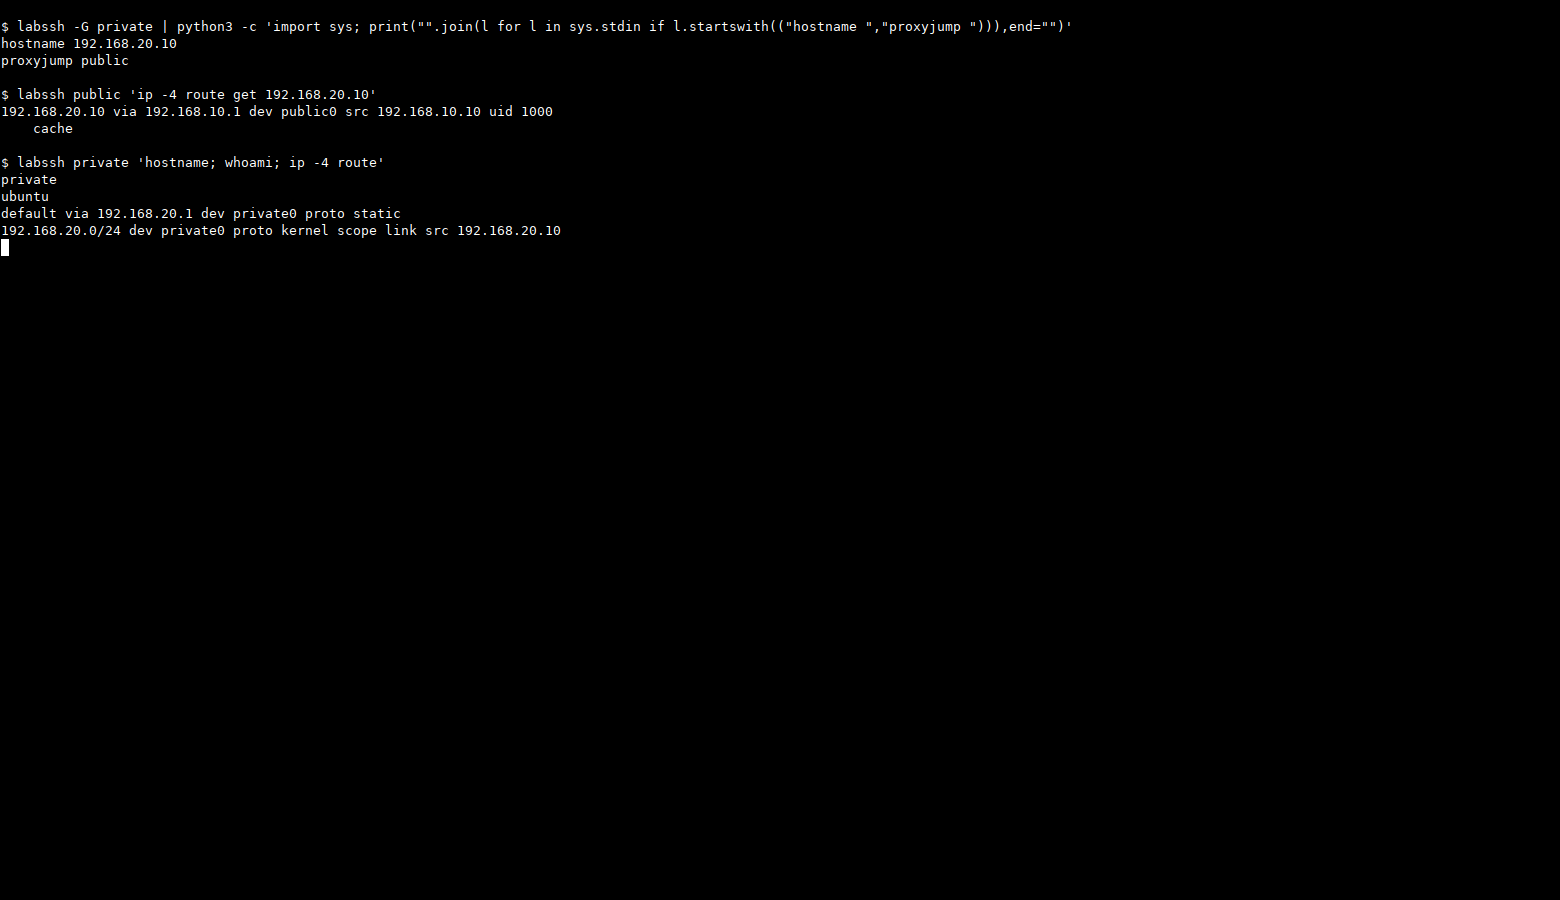 $ labssh -G private | python3 -c 'import sys; print("".join(l for l in sys.stdin if l.startswith(("hostname ","proxyjump "))),end="")'
hostname 192.168.20.10
proxyjump public
$ labssh public 'ip -4 route get 192.168.20.10'
192.168.20.10 via 192.168.10.1 dev public0 src 192.168.10.10 uid 1000
    cache
$ labssh private 'hostname; whoami; ip -4 route'
private
ubuntu
default via 192.168.20.1 dev private0 proto static
192.168.20.0/24 dev private0 proto kernel scope link src 192.168.20.10